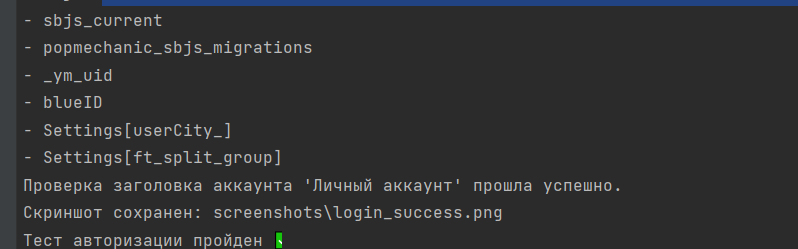 - sbjs_current
- popmechanic_sbjs_migrations
- _ym_uid
- blueID
- Settings[userCity_]
- Settings[ft_split_group]
Проверка заголовка аккаунта 'Личный аккаунт' прошла успешно.
Скриншот сохранен: screenshots\login_success.png
Тест авторизации пройден